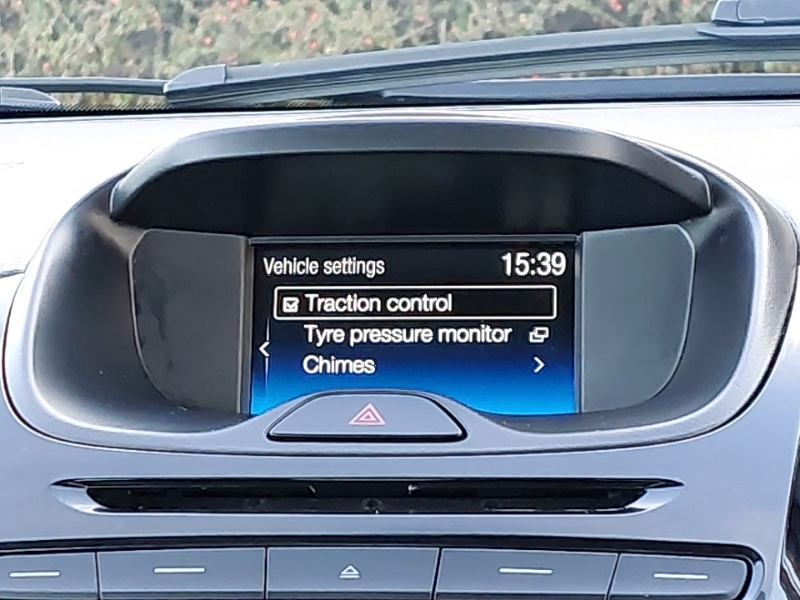 Vehicle settings 15:39
Traction control
Tyre pressure monitor
Chimes